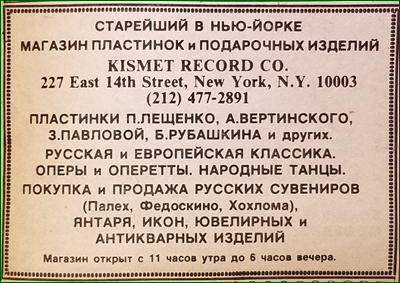 СТАРЕЙШИЙ В НЬЮ-ЙОРКЕ
МАГАЗИН ПЛАСТИНОК и ПОДАРОЧНЫХ ИЗДЕЛИЙ
KISMET RECORD CO.
227 East 14th Street, New York, N.Y. 10003
(212) 477-2891
ПЛАСТИНКИ П.ЛЕЩЕНКО, А.ВЕРТИНСКОГО,
З.ПАВЛОВОЙ, Б.РУБАШКИНА и других.
РУССКАЯ и ЕВРОПЕЙСКАЯ КЛАССИКА.
ОПЕРЫ и ОПЕРЕТТЫ. НАРОДНЫЕ ТАНЦЫ.
ПОКУПКА и ПРОДАЖА РУССКИХ СУВЕНИРОВ
(Палех, Федоскино, Хохлома),
ЯНТАРЯ, ИКОН, ЮВЕЛИРНЫХ и
АНТИКВАРНЫХ ИЗДЕЛИЙ
Магазин открыт с 11 часов утра до 6 часов вечера.